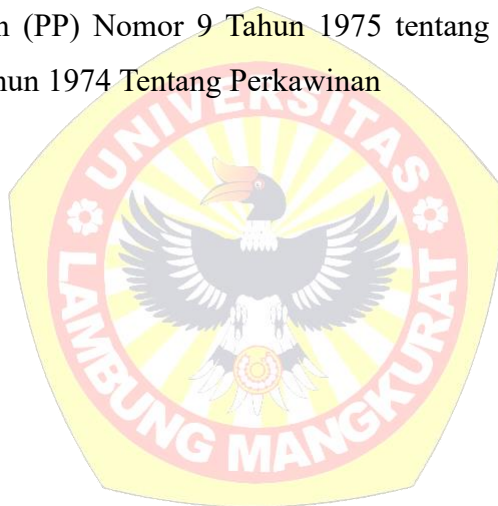 n (PP) Nomor 9 Tahun 1975 tentang
hun 1974 Tentang Perkawinan
UNIVERSITAS
LAMBUNG MANGKURAT